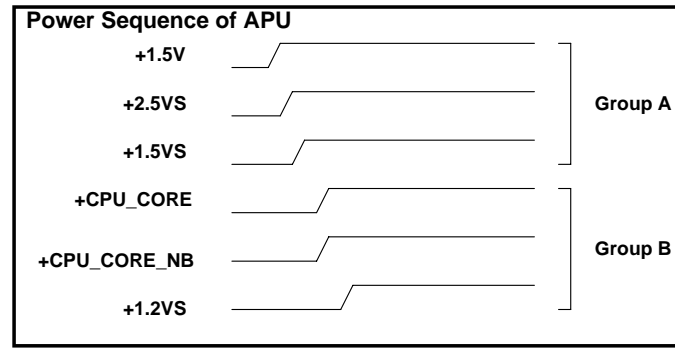 Power Sequence of APU
+1.5V
+2.5VS
Group A
+1.5VS
+CPU_CORE
+CPU_CORE_NB
Group B
+1.2VS